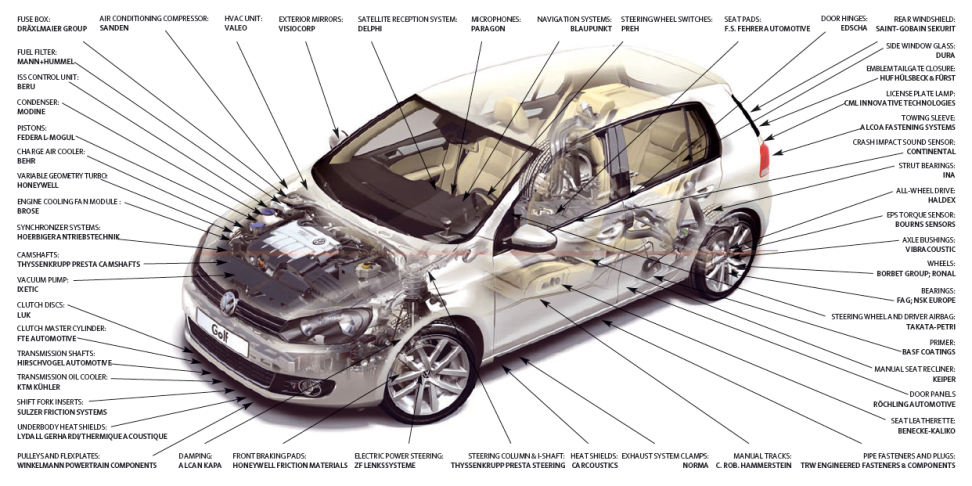 FUSE BOX:
DRÄXLMAIER GROUP
AIR CONDITIONING COMPRESSOR:
SANDEN
HVAC UNIT:
VALEO
EXTERIOR MIRRORS:
VISIOCORP
SATELLITE RECEPTION SYSTEM:
DELPHI
MICROPHONES:
PARAGON
NAVIGATION SYSTEMS:
BLAUPUNKT
STEERING WHEEL SWITCHES:
PREH
SEAT PADS:
F.S. FEHRER AUTOMOTIVE
DOOR HINGES:
EDSCHA
REAR WINDSHIELD:
SAINT-GOBAIN SEKURIT
FUEL FILTER:
MANN+HUMMEL
ISS CONTROL UNIT:
BERU
CONDENSER:
MODINE
PISTONS:
FEDERAL-MOGUL
CHARGE AIR COOLER:
BEHR
VARIABLE GEOMETRY TURBO:
HONEYWELL
ENGINE COOLING FAN MODULE :
BROSE
SYNCHRONIZER SYSTEMS:
HOERBIGER ANTRIEBSTECHNIK
CAMSHAFTS:
THYSSENKRUPP PRESTA CAMSHAFTS
VACUUM PUMP:
IXETIC
CLUTCH DISCS:
LUK
CLUTCH MASTER CYLINDER:
FTE AUTOMOTIVE
TRANSMISSION SHAFTS:
HIRSCHVOGEL AUTOMOTIVE
TRANSMISSION OIL COOLER:
KTM KÜHLER
SHIFT FORK INSERTS:
SULZER FRICTION SYSTEMS
UNDERBODY HEAT SHIELDS:
LYDALL GERHARDI/THERMIQUE ACOUSTIQUE
Golf
SIDE WINDOW GLASS:
DURA
EMBLEM TAILGATE CLOSURE:
HUF HÜLSBECK & FÜRST
LICENSE PLATE LAMP:
CML INNOVATIVE TECHNOLOGIES
TOWING SLEEVE:
ALCOA FASTENING SYSTEMS
CRASH IMPACT SOUND SENSOR:
CONTINENTAL
STRUT BEARINGS:
INA
ALL-WHEEL DRIVE:
HALDEX
EPS TORQUE SENSOR:
BOURNS SENSORS
AXLE BUSHINGS:
VIBRACOUSTIC
WHEELS:
BORBET GROUP; RONAL
BEARINGS:
FAG; NSK EUROPE
STEERING WHEEL AND DRIVER AIRBAG:
TAKATA-PETRI
PRIMER:
BASF COATINGS
MANUAL SEAT RECLINER:
KEIPER
DOOR PANELS
RÖCHLING AUTOMOTIVE
SEAT LEATHERETTE:
BENECKE-KALIKO
PULLEYS AND FLEXPLATES:
WINKELMANN POWERTRAIN COMPONENTS
DAMPING:
ALCAN KAPA
FRONT BRAKING PADS:
HONEYWELL FRICTION MATERIALS
ELECTRIC POWER STEERING:
ZF LENKSSYSTEME
STEERING COLUMN & I-SHAFT:
THYSSENKRUPP PRESTA STEERING
HEAT SHIELDS:
CARCOUSTICS
EXHAUST SYSTEM CLAMPS:
NORMA
MANUAL TRACKS:
C. ROB. HAMMERSTEIN
PIPE FASTENERS AND PLUGS:
TRW ENGINEERED FASTENERS & COMPONENTS